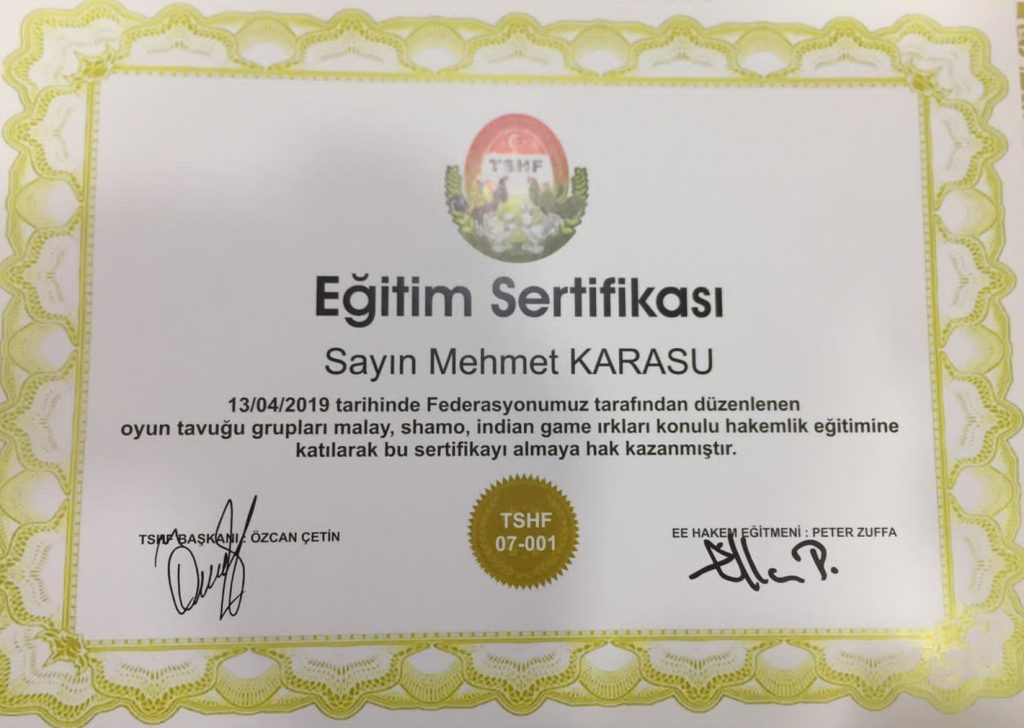 TSHF
Eğitim Sertifikası
Sayın Mehmet KARASU
13/04/2019 tarihinde Federasyonumuz tarafından düzenlenen
oyun tavuğu grupları malay, shamo, indian game ırkları konulu hakemlik eğitimine
katılarak bu sertifikayı almaya hak kazanmıştır.
TSHF BAŞKANI : ÖZCAN ÇETİN
TSHF
07-001
EE HAKEM EĞİTMENİ : PETER ZUFFA